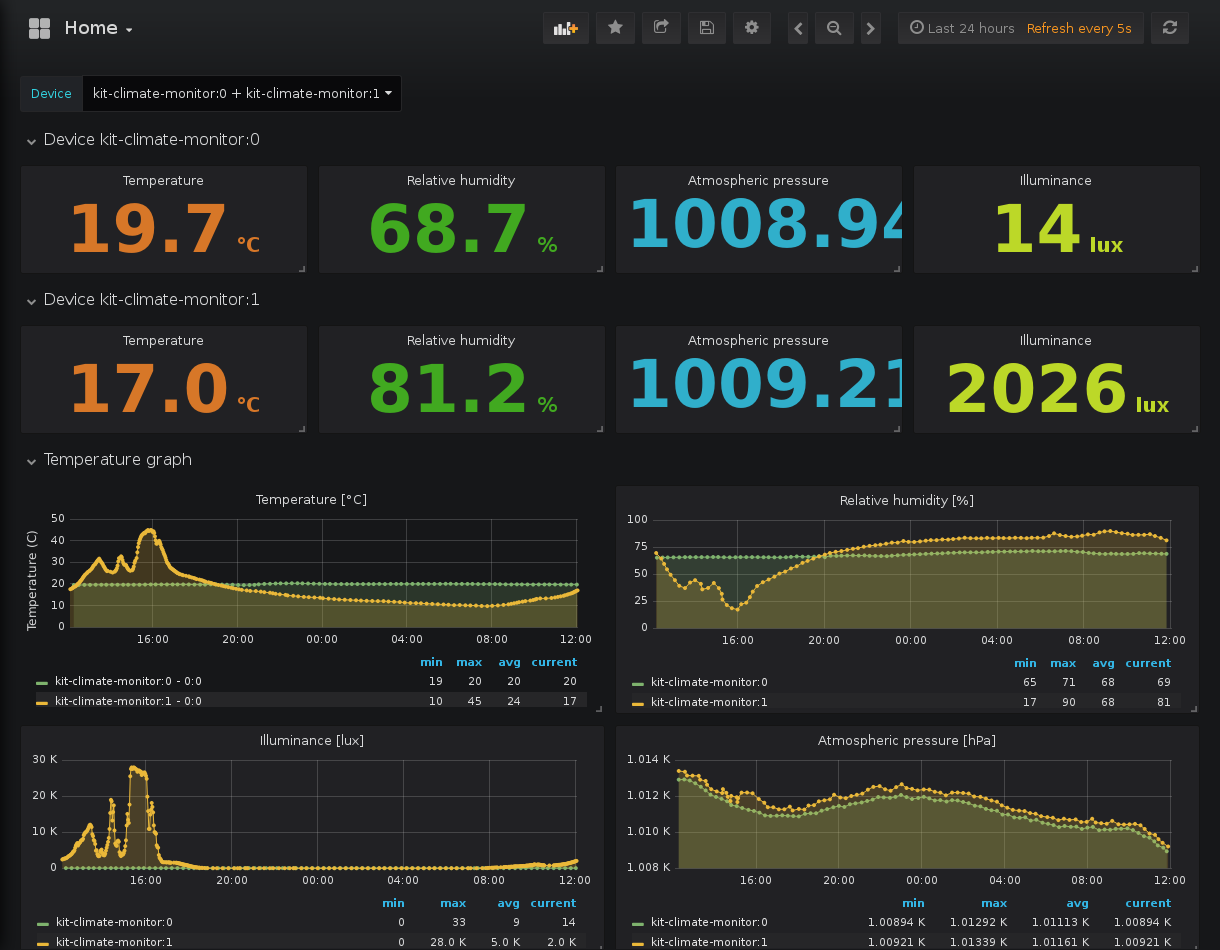 Home
Last 24 hours Refresh every 5s
Device kit-climate-monitor:0 + kit-climate-monitor:1
Device kit-climate-monitor:0
Temperature Relative humidity Atmospheric pressure Illuminance
19.7 °C 68.7 % 1008.94 14 lux
Device kit-climate-monitor:1
Temperature Relative humidity Atmospheric pressure Illuminance
17.0 °C 81.2 % 1009.21 2026 lux
Temperature graph
Temperature [°C]
Temperature (C)
50
40
30
20
10
0
16:00 20:00 00:00 04:00 08:00 12:00
min max avg current
kit-climate-monitor:0 - 0:0 19 20 20 20
kit-climate-monitor:1 - 0:0 10 45 24 17
Relative humidity [%]
100
75
50
25
0
16:00 20:00 00:00 04:00 08:00 12:00
min max avg current
kit-climate-monitor:0 65 71 68 69
kit-climate-monitor:1 17 90 68 81
Illuminance [lux]
30 K
20 K
10 K
0
16:00 20:00 00:00 04:00 08:00 12:00
min max avg current
kit-climate-monitor:0 0 33 9 14
kit-climate-monitor:1 0 28.0 K 5.0 K 2.0 K
Atmospheric pressure [hPa]
1.014 K
1.012 K
1.010 K
1.008 K
16:00 20:00 00:00 04:00 08:00 12:00
min max avg current
kit-climate-monitor:0 1.00894 K 1.01292 K 1.01113 K 1.00894 K
kit-climate-monitor:1 1.00921 K 1.01339 K 1.01161 K 1.00921 K